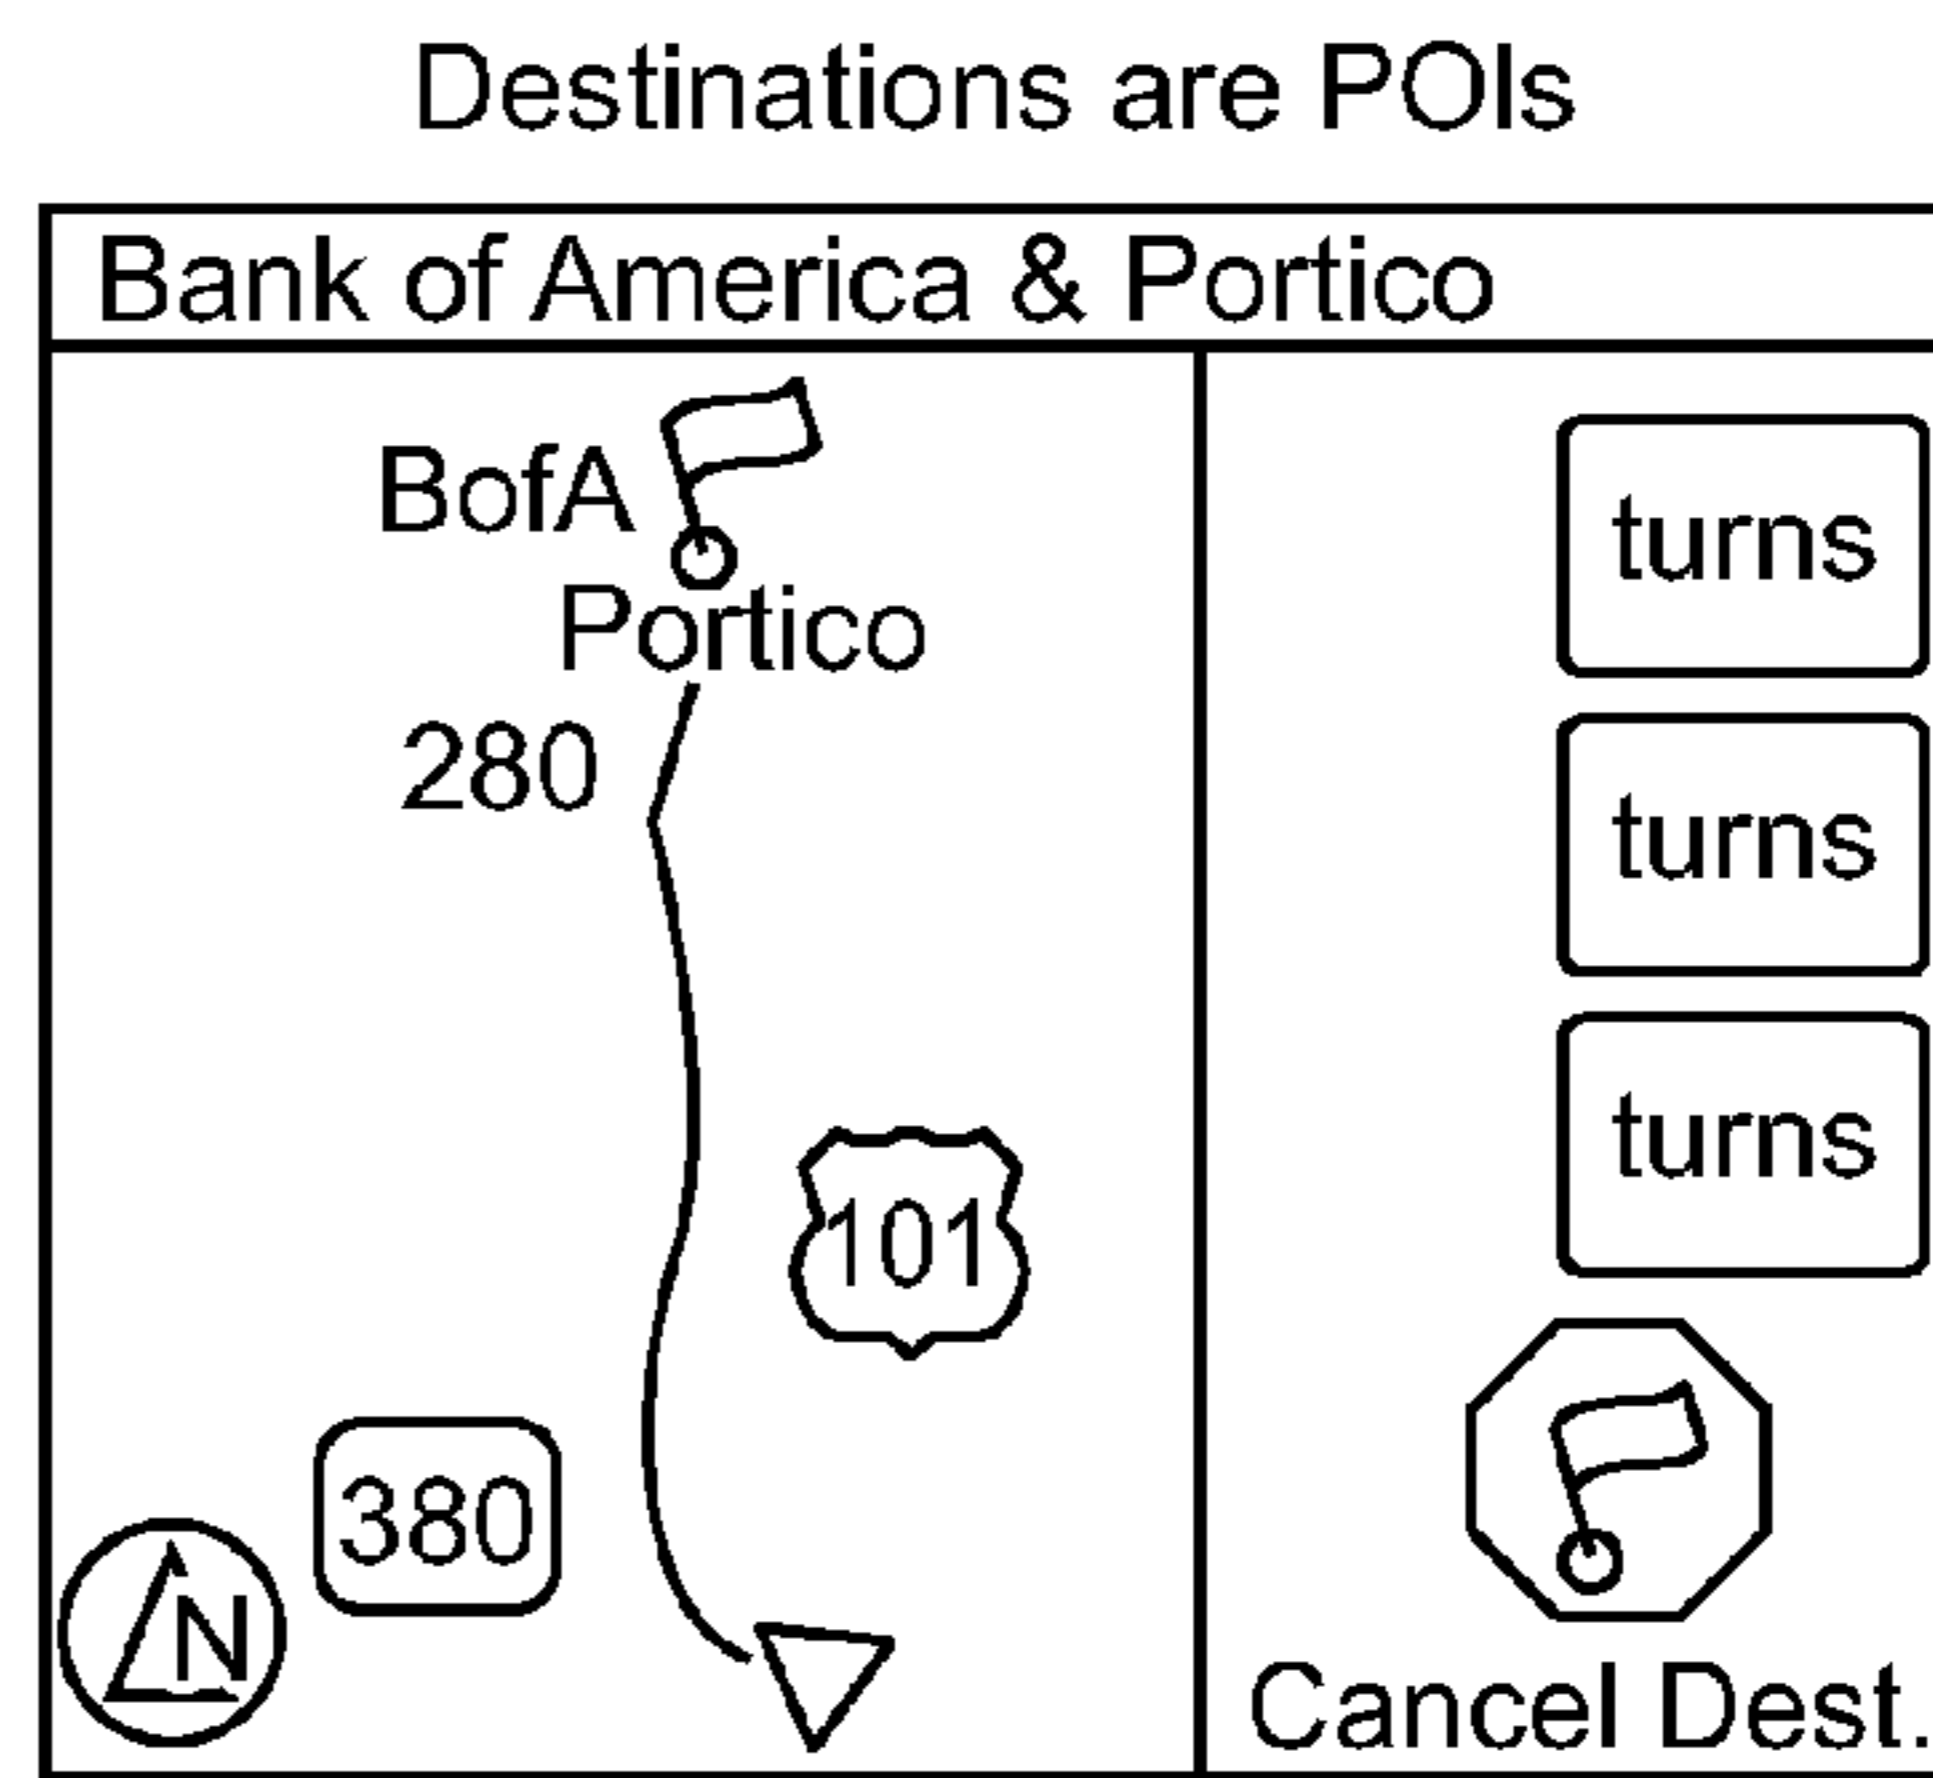 Destinations are POIs
Bank of America & Portico
BofA
Portico
280
101
380
N
turns
turns
turns
Cancel Dest.